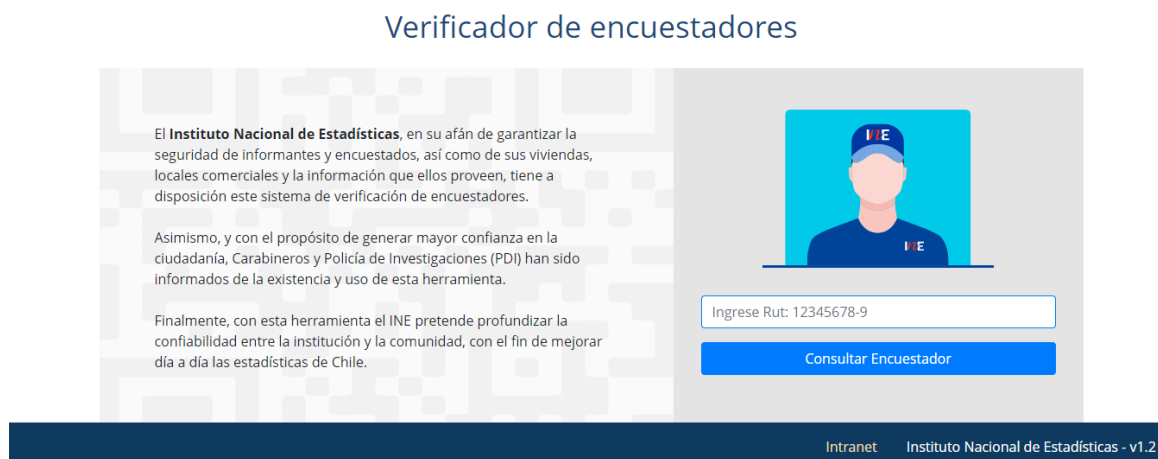 Verificador de encuestadores
El Instituto Nacional de Estadísticas, en su afán de garantizar la
seguridad de informantes y encuestados, así como de sus viviendas,
locales comerciales y la información que ellos proveen, tiene a
disposición este sistema de verificación de encuestadores.
Asimismo, y con el propósito de generar mayor confianza en la
ciudadanía, Carabineros y Policía de Investigaciones (PDI) han sido
informados de la existencia y uso de esta herramienta.
Finalmente, con esta herramienta el INE pretende profundizar la
confiabilidad entre la institución y la comunidad, con el fin de mejorar
día a día las estadísticas de Chile.
INE
INE
Ingrese Rut: 12345678-9
Consultar Encuestador
Intranet Instituto Nacional de Estadísticas - v1.2